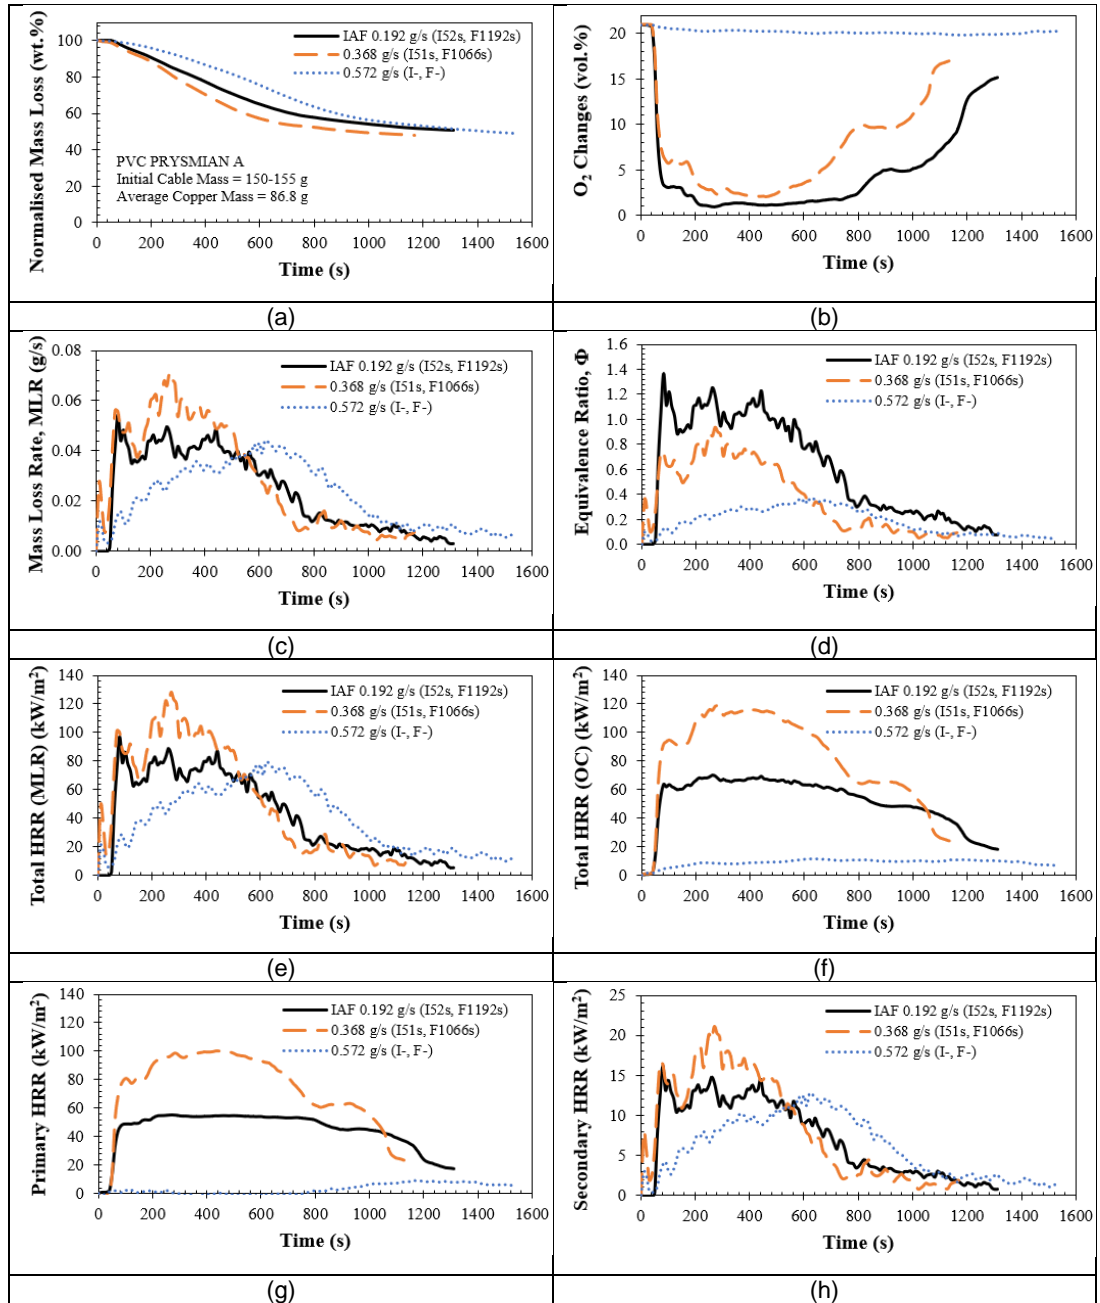 Normalised Mass Loss (wt.%)
100
80
60
40
20
0
IAF 0.192 g/s (I52s, F1192s)
0.368 g/s (I51s, F1066s)
0.572 g/s (I-, F-)
PVC PRYSMIAN A
Initial Cable Mass = 150-155 g
Average Copper Mass = 86.8 g
0 200 400 600 800 1000 1200 1400 1600
Time (s)
(a)
O2 Changes (vol.%)
20
15
10
5
0
IAF 0.192 g/s (I52s, F1192s)
0.368 g/s (I51s, F1066s)
0.572 g/s (I-, F-)
0 200 400 600 800 1000 1200 1400 1600
Time (s)
(b)
Mass Loss Rate, MLR (g/s)
0.08
0.06
0.04
0.02
0.00
IAF 0.192 g/s (I52s, F1192s)
0.368 g/s (I51s, F1066s)
0.572 g/s (I-, F-)
0 200 400 600 800 1000 1200 1400 1600
Time (s)
(c)
Equivalence Ratio, Φ
1.6
1.4
1.2
1.0
0.8
0.6
0.4
0.2
0.0
IAF 0.192 g/s (I52s, F1192s)
0.368 g/s (I51s, F1066s)
0.572 g/s (I-, F-)
0 200 400 600 800 1000 1200 1400 1600
Time (s)
(d)
Total HRR (MLR) (kW/m²)
140
120
100
80
60
40
20
0
IAF 0.192 g/s (I52s, F1192s)
0.368 g/s (I51s, F1066s)
0.572 g/s (I-, F-)
0 200 400 600 800 1000 1200 1400 1600
Time (s)
(e)
Total HRR (OC) (kW/m²)
140
120
100
80
60
40
20
0
IAF 0.192 g/s (I52s, F1192s)
0.368 g/s (I51s, F1066s)
0.572 g/s (I-, F-)
0 200 400 600 800 1000 1200 1400 1600
Time (s)
(f)
Primary HRR (kW/m²)
140
120
100
80
60
40
20
0
IAF 0.192 g/s (I52s, F1192s)
0.368 g/s (I51s, F1066s)
0.572 g/s (I-, F-)
0 200 400 600 800 1000 1200 1400 1600
Time (s)
(g)
Secondary HRR (kW/m²)
25
20
15
10
5
0
IAF 0.192 g/s (I52s, F1192s)
0.368 g/s (I51s, F1066s)
0.572 g/s (I-, F-)
0 200 400 600 800 1000 1200 1400 1600
Time (s)
(h)